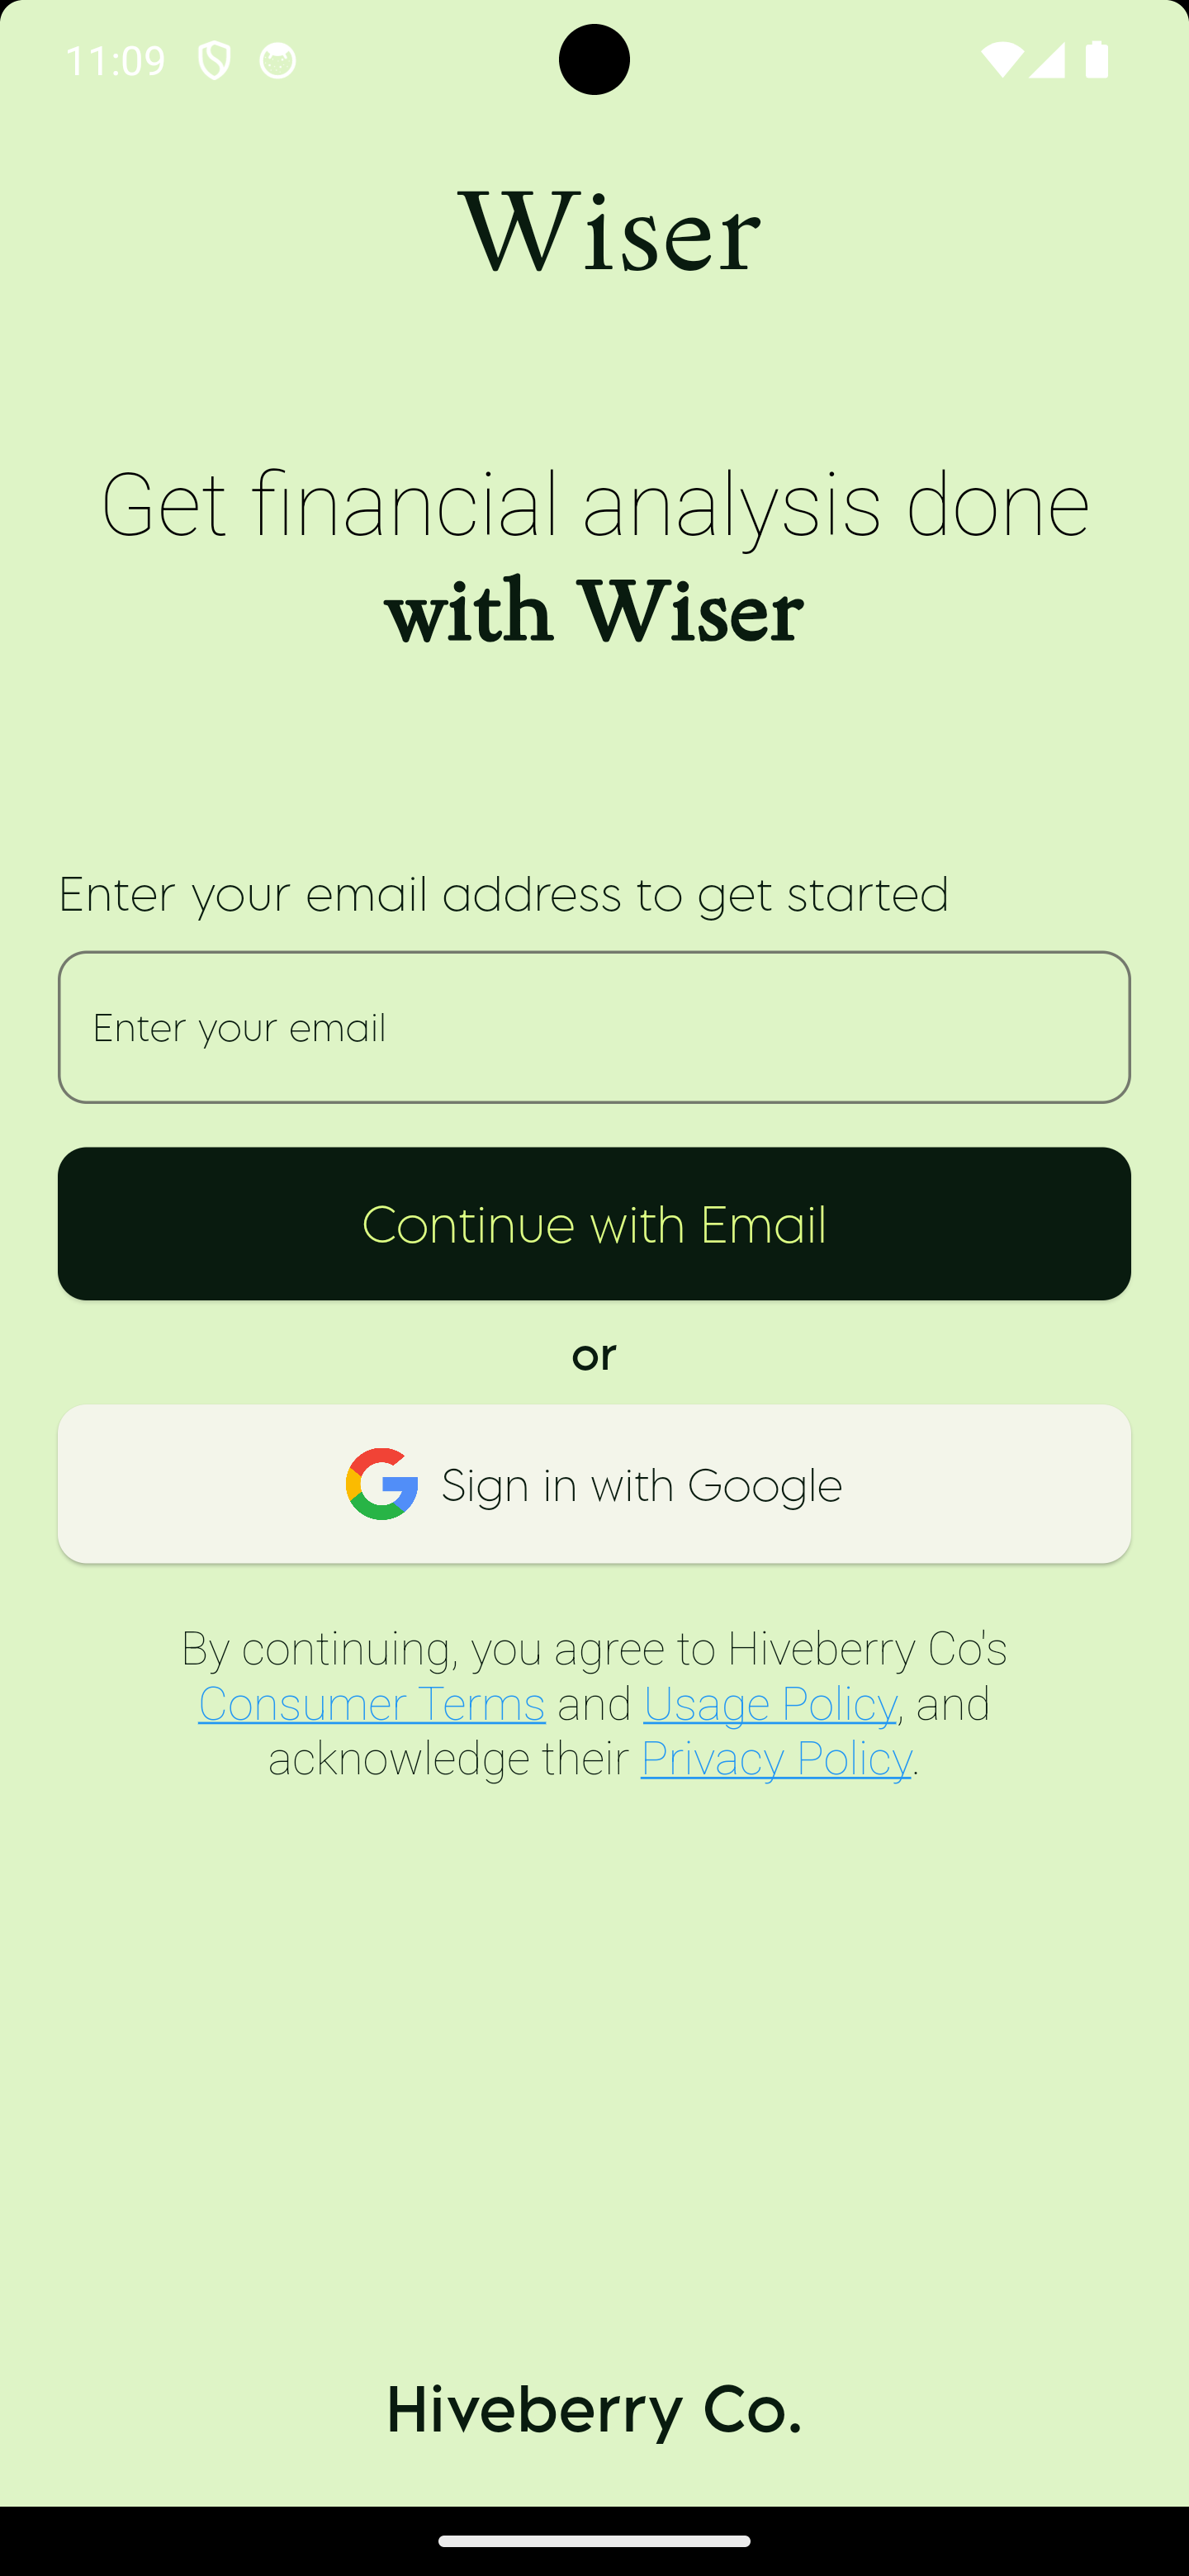 11:09
Wiser
Get financial analysis done
with Wiser
Enter your email address to get started
Enter your email
Continue with Email
or
Sign in with Google
By continuing, you agree to Hiveberry Co's
Consumer Terms and Usage Policy, and
acknowledge their Privacy Policy.
Hiveberry Co.